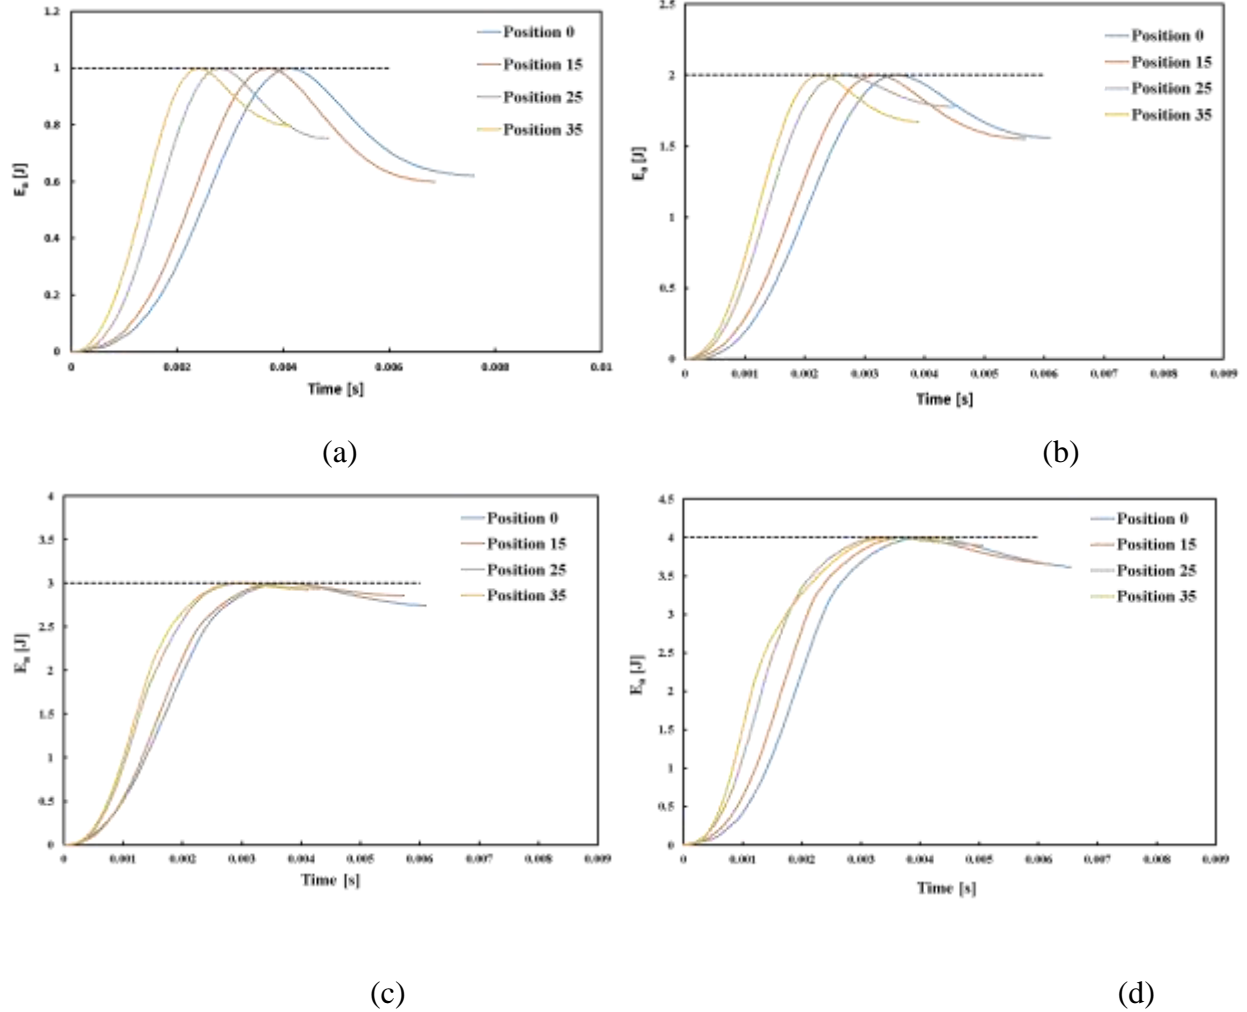 1.2
1
0.8
0.6
0.4
0.2
0
Eₐ [J]
Position 0
Position 15
Position 25
Position 35
0 0.002 0.004 0.006 0.008 0.01
Time [s]
(a)
2.5
2
1.5
1
0.5
0
Eₐ [J]
Position 0
Position 15
Position 25
Position 35
0 0.001 0.002 0.003 0.004 0.005 0.006 0.007 0.008 0.009
Time [s]
(b)
4
3.5
3
2.5
2
1.5
1
0.5
0
Eₐ [J]
Position 0
Position 15
Position 25
Position 35
0 0.001 0.002 0.003 0.004 0.005 0.006 0.007 0.008 0.009
Time [s]
(c)
4.5
4
3.5
3
2.5
2
1.5
1
0.5
0
Eₐ [J]
Position 0
Position 15
Position 25
Position 35
0 0.001 0.002 0.003 0.004 0.005 0.006 0.007 0.008 0.009
Time [s]
(d)